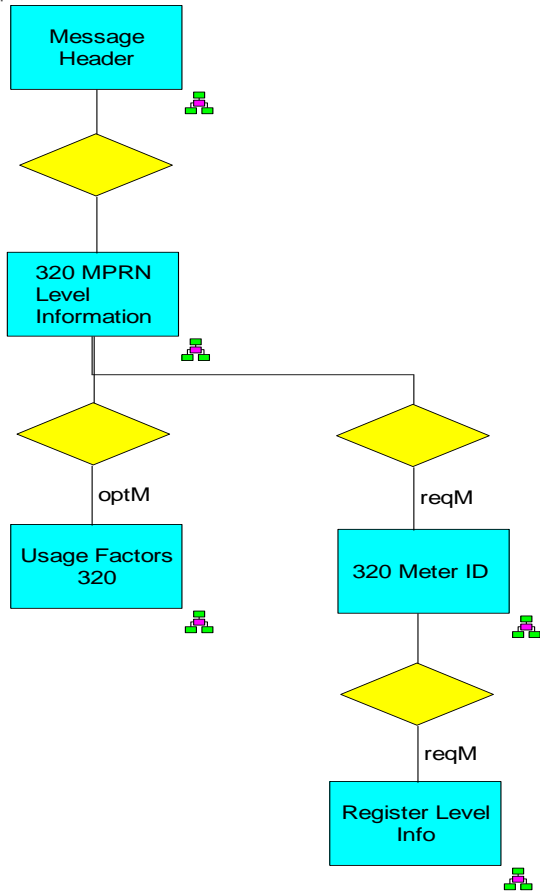 Message
Header
320 MPRN
Level
Information
optM
reqM
Usage Factors
320
320 Meter ID
reqM
Register Level
Info